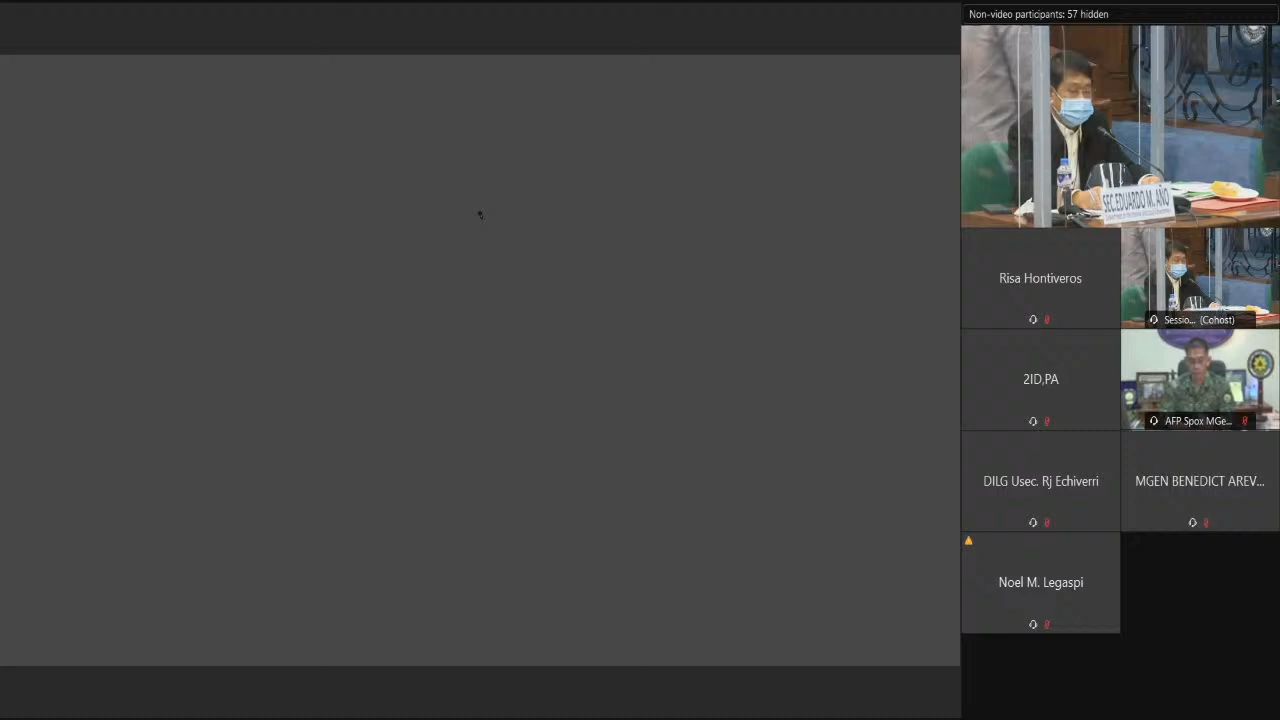 Non-video participants: 57 hidden
SEC. EDUARDO M. AÑO
Risa Hontiveros
Sessio... (Cohost)
2ID,PA
AFP Spox MGe...
DILG Usec. Rj Echiverri
MGEN BENEDICT AREV...
Noel M. Legaspi